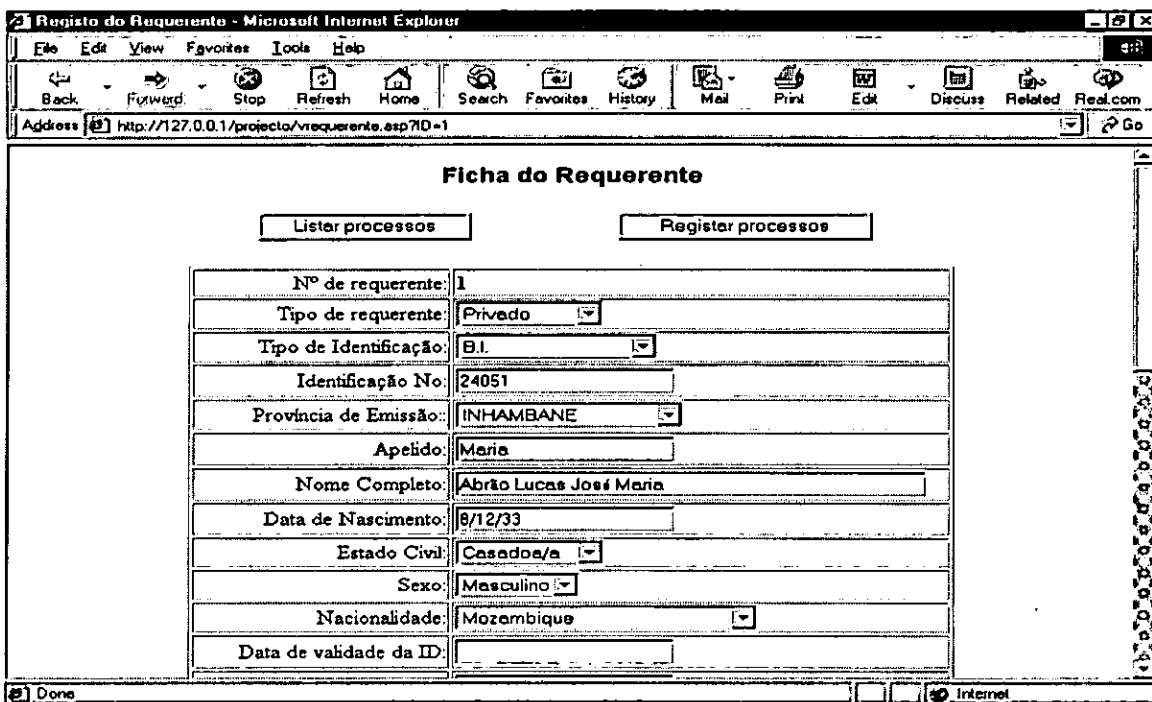 Registo do Requerente - Microsoft Internet Explorer
File Edit View Favorites Tools Help
Back Forward Stop Refresh Home Search Favorites History Mail Print Edit Discuss Related Real.com
Address http://127.0.0.1/projecto/vrequerente.asp?ID=1 Go
Ficha do Requerente
Listar processos Registar processos
Nº de requerente: 1
Tipo de requerente: Privado
Tipo de Identificação: B.I.
Identificação No: 24051
Província de Emissão:: INHAMBANE
Apelido: Maria
Nome Completo: Abrão Lucas José Maria
Data de Nascimento: 8/12/33
Estado Civil: Casadoa/a
Sexo: Masculino
Nacionalidade: Mozambique
Data de validade da ID:
Done Internet